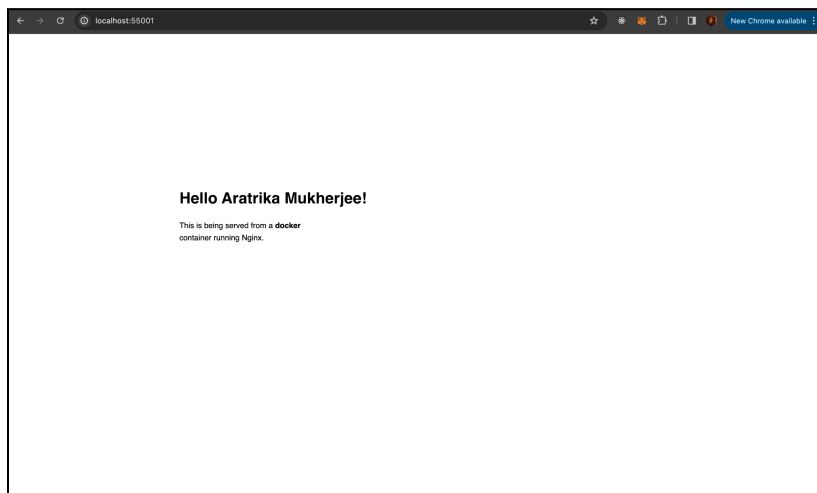 localhost:55001
New Chrome available
Hello Aratrika Mukherjee!
This is being served from a docker
container running Nginx.